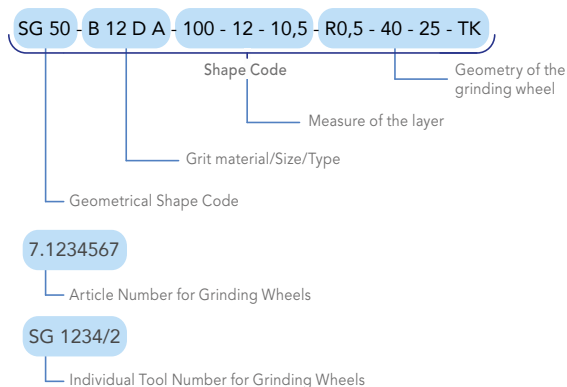 SG 50 - B 12 D A - 100 - 12 - 10,5 - R0,5 - 40 - 25 - TK
Shape Code
Geometry of the
grinding wheel
Measure of the layer
Grit material/Size/Type
Geometrical Shape Code
7.1234567
Article Number for Grinding Wheels
SG 1234/2
Individual Tool Number for Grinding Wheels